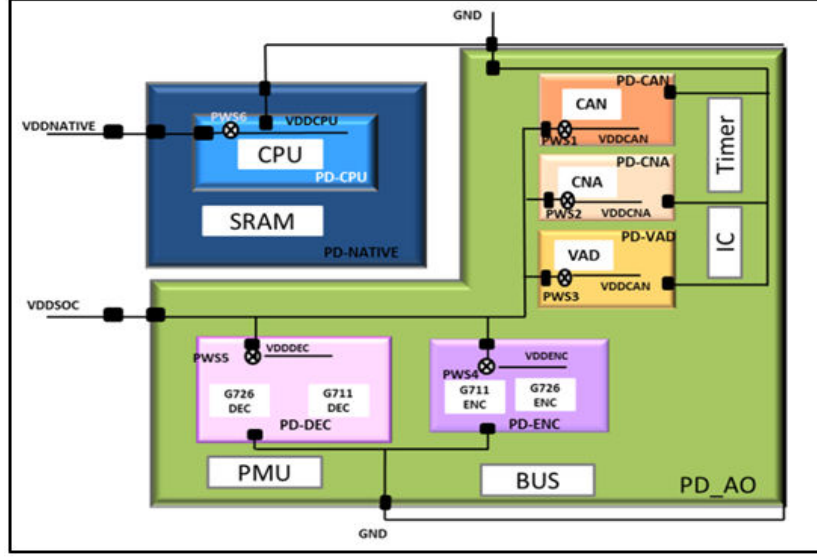 GND
PD-CAN
CAN
PWS1
VDDCAN
Timer
PWS6
VDDCPU
VDDNATIVE
CPU
PD-CPU
SRAM
PD-NATIVE
PD-CNA
CNA
PWS2
VDDCNA
IC
PD-VAD
VAD
PWS3
VDDCAN
VDDSOC
PWS5
VDDDEC
G726
DEC
G711
DEC
PD-DEC
VDDENC
PWS4
G711
ENC
G726
ENC
PD-ENC
PMU
BUS
PD_AO
GND